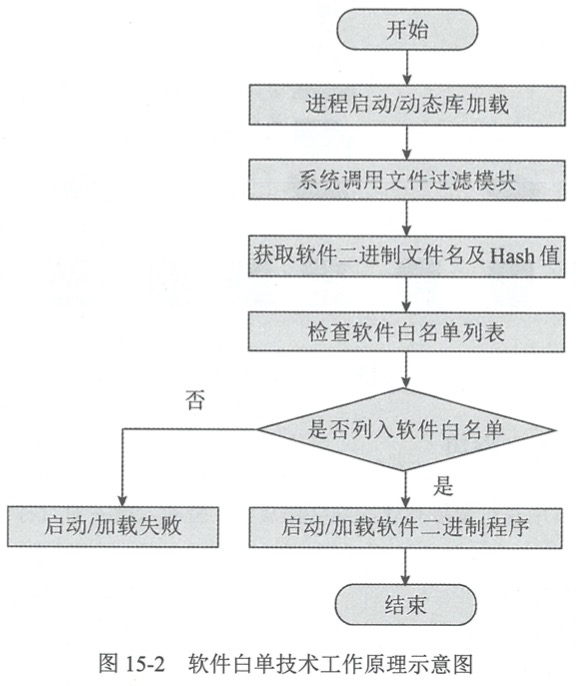 开始
进程启动/动态库加载
系统调用文件过滤模块
获取软件二进制文件名及 Hash 值
检查软件白名单列表
是否列入软件白名单
否
是
启动/加载失败
启动/加载软件二进制程序
结束
图 15-2 软件白单技术工作原理示意图